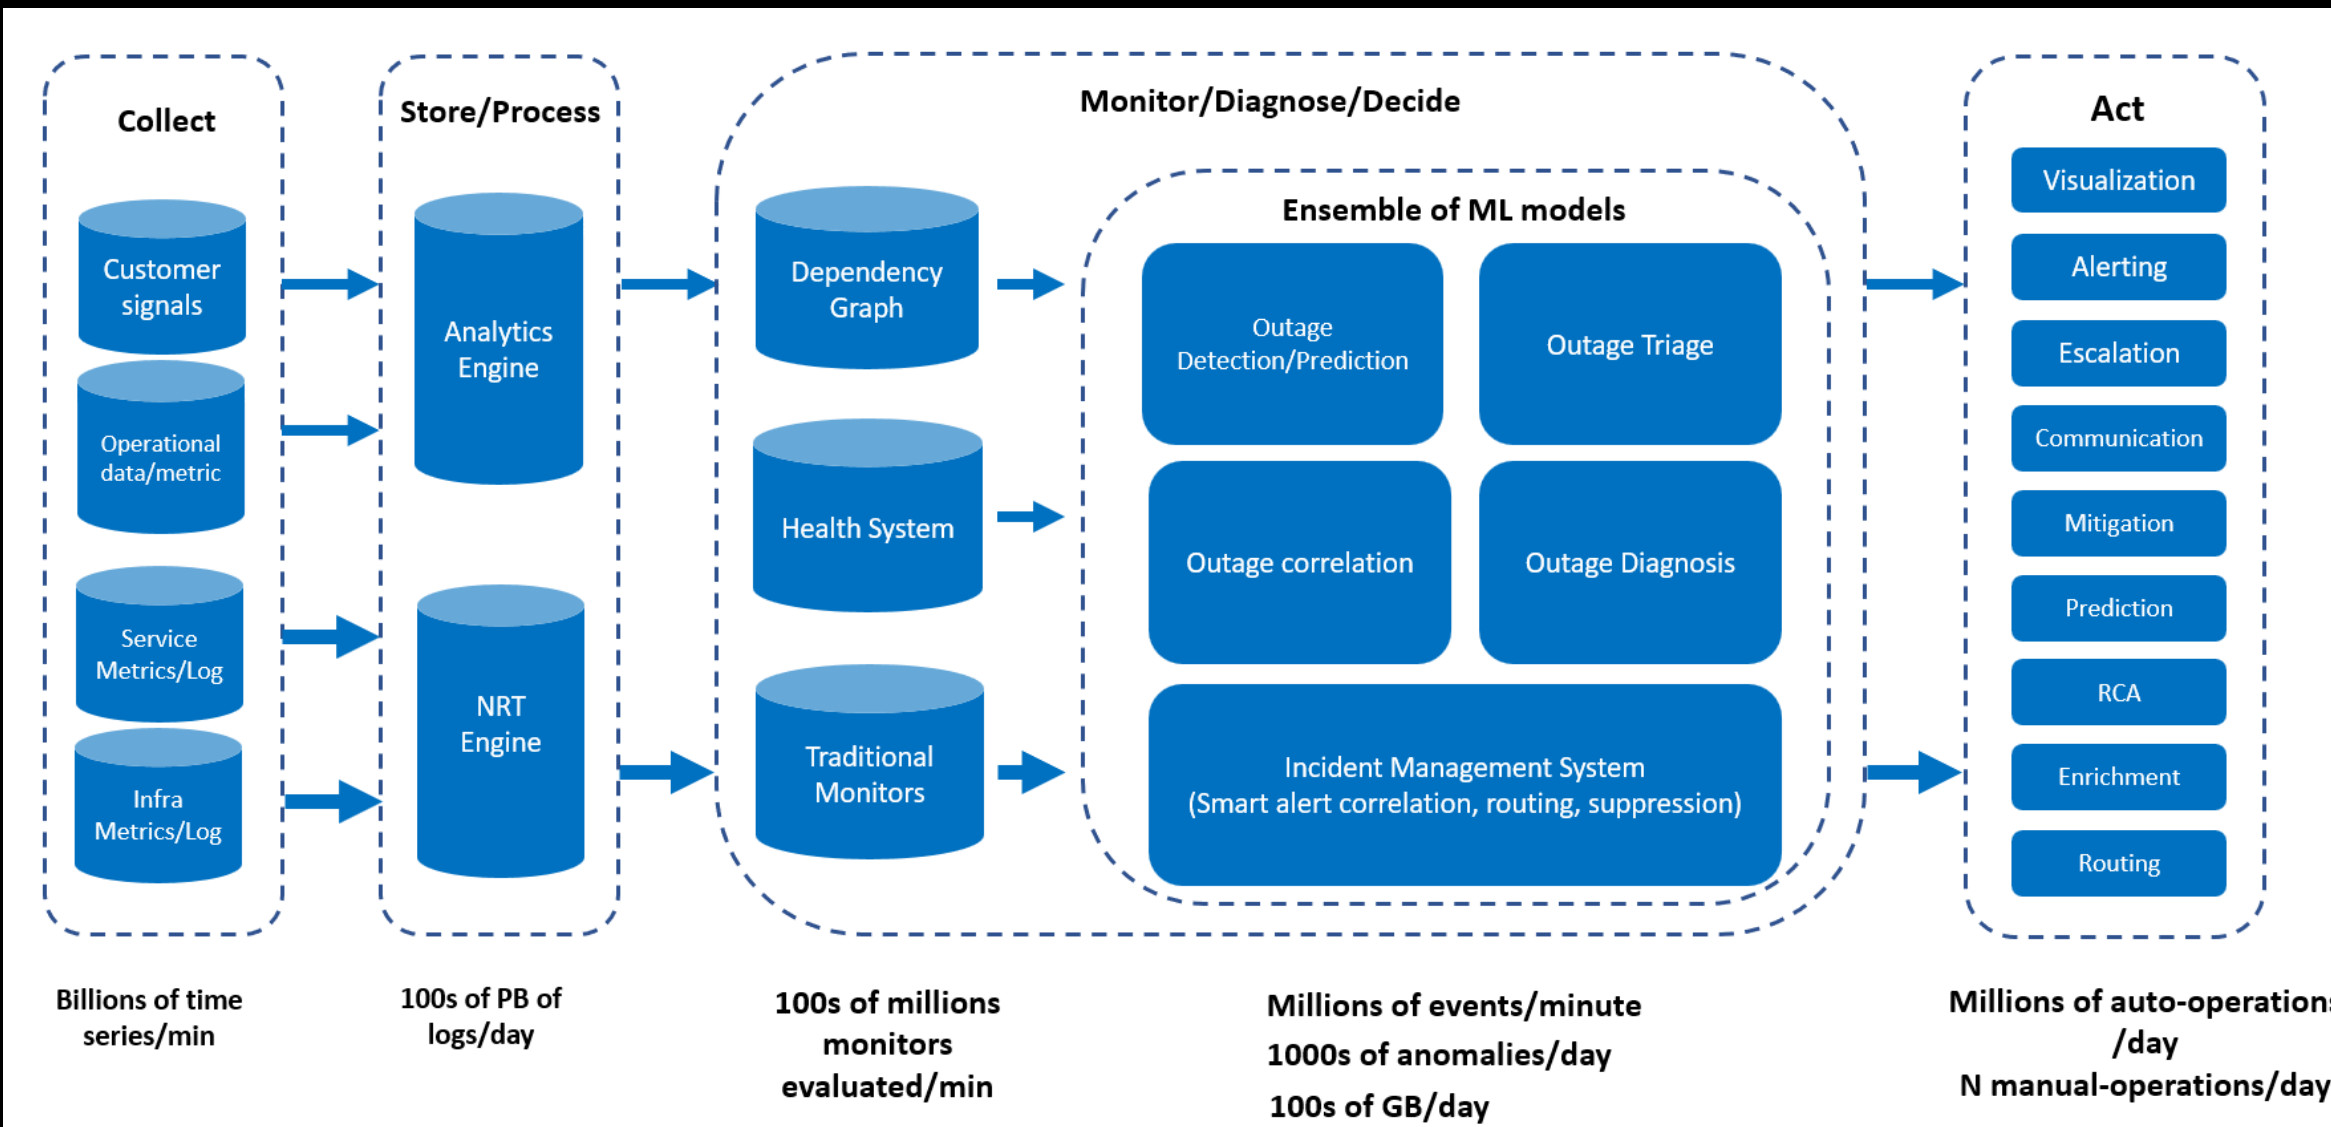 Collect
Customer
signals
Operational
data/metric
Service
Metrics/Log
Infra
Metrics/Log
Billions of time
series/min
Store/Process
Analytics
Engine
NRT
Engine
100s of PB of
logs/day
Monitor/Diagnose/Decide
Dependency
Graph
Health System
Traditional
Monitors
100s of millions
monitors
evaluated/min
Ensemble of ML models
Outage
Detection/Prediction
Outage Triage
Outage correlation
Outage Diagnosis
Incident Management System
(Smart alert correlation, routing, suppression)
Millions of events/minute
1000s of anomalies/day
100s of GB/day
Act
Visualization
Alerting
Escalation
Communication
Mitigation
Prediction
RCA
Enrichment
Routing
Millions of auto-operations
/day
N manual-operations/day